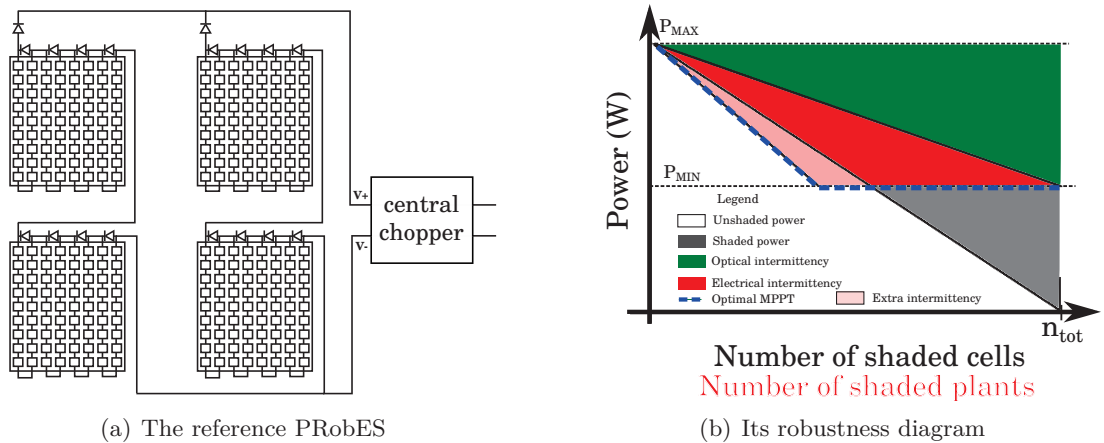 V+
V-
central
chopper
(a) The reference PRobES
Power (W)
PMAX
PMIN
Legend
Unshaded power
Shaded power
Optical intermittency
Electrical intermittency
Optimal MPPT
Extra intermittency
ntot
Number of shaded cells
Number of shaded plants
(b) Its robustness diagram